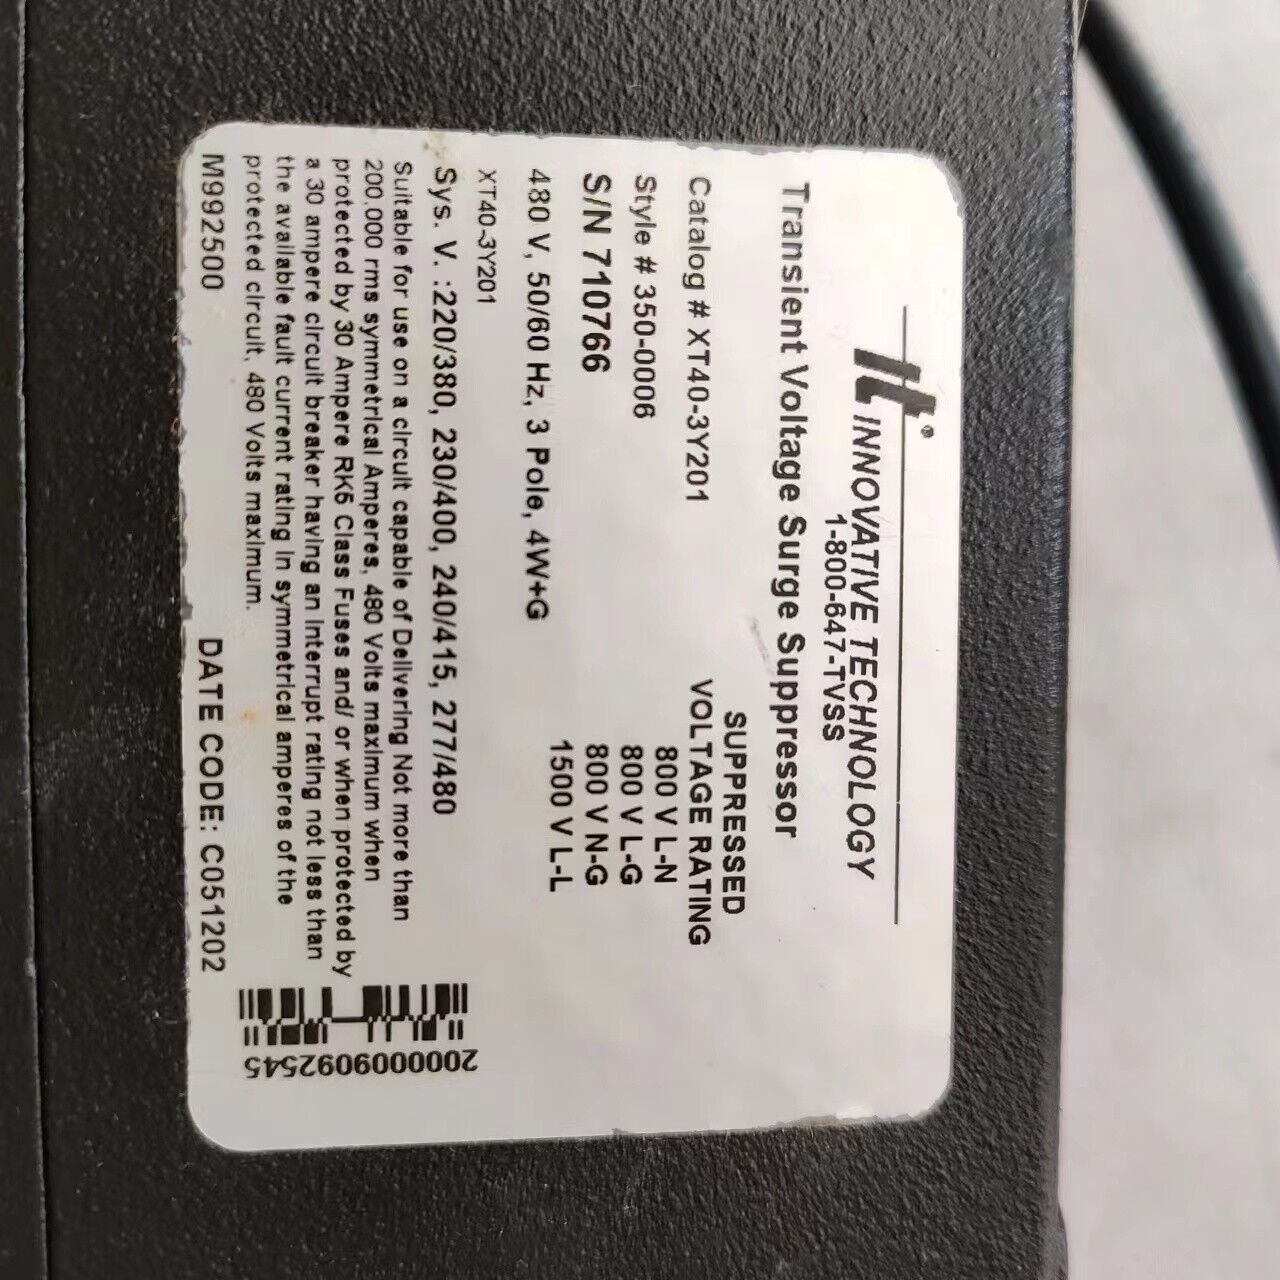 It®
INNOVATIVE TECHNOLOGY
1-800-647-TVSS
Transient Voltage Surge Suppressor
Catalog # XT40-3Y201
Style # 350-0006
S/N 710766
480 V, 50/60 Hz, 3 Pole, 4W+G
SUPPRESSED
VOLTAGE RATING
800 V L-N
800 V L-G
800 V N-G
1500 V L-L
XT40-3Y201
Sys. V. :220/380, 230/400, 240/415, 277/480
Suitable for use on a circuit capable of Delivering Not more than
200,000 rms symmetrical Amperes, 480 Volts maximum when
protected by 30 Ampere RK5 Class Fuses and/ or when protected by
a 30 ampere circuit breaker having an interrupt rating not less than
the available fault current rating in symmetrical amperes of the
protected circuit, 480 Volts maximum.
M992500
DATE CODE: C051202
2000009092545